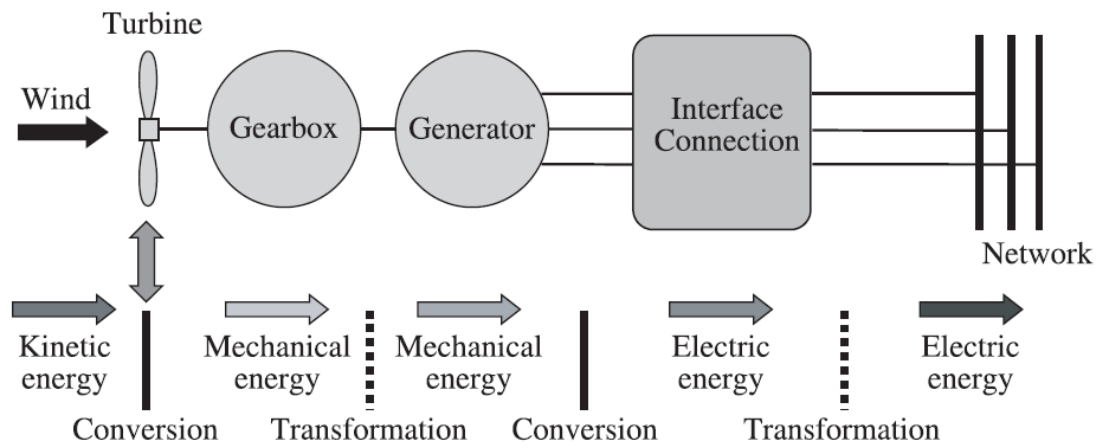 Turbine
Wind
Gearbox
Generator
Interface
Connection
Network
Kinetic
energy
Mechanical
energy
Mechanical
energy
Electric
energy
Electric
energy
Conversion
Transformation
Conversion
Transformation